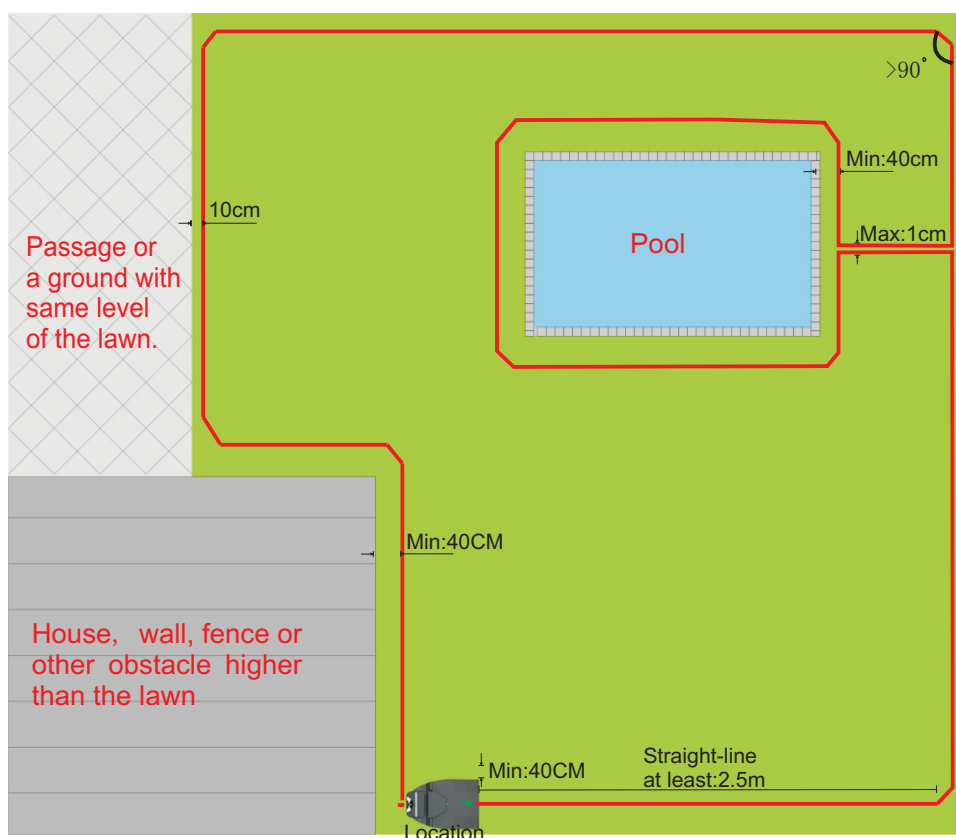 >90°
Min:40cm
10cm
Max:1cm
Passage or
a ground with
same level
of the lawn.
Pool
Min:40CM
House, wall, fence or
other obstacle higher
than the lawn
Straight-line
at least:2.5m
Min:40CM
Location